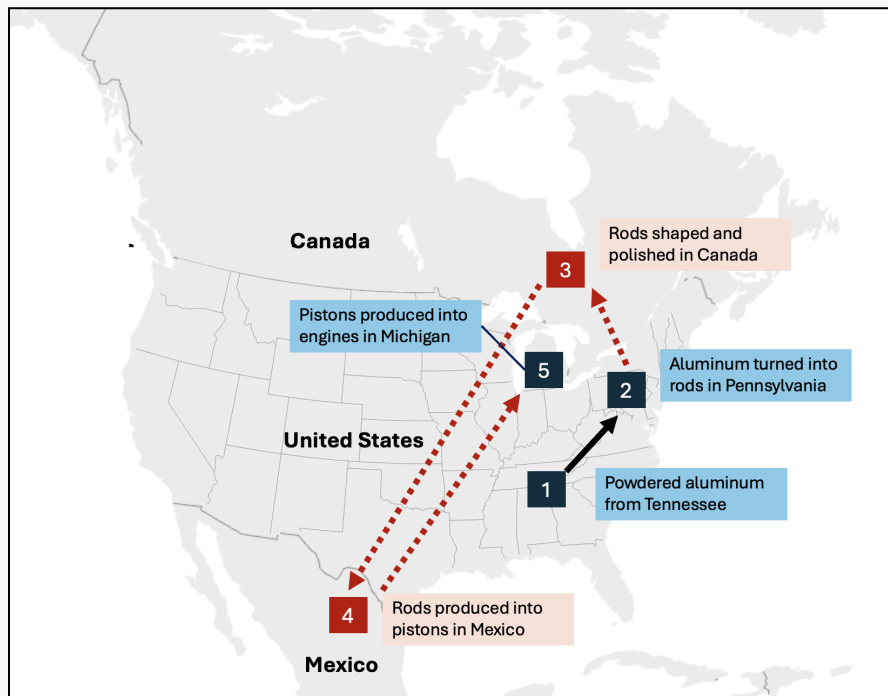 Rods shaped and
polished in Canada
Canada
3
Pistons produced into
engines in Michigan
5
Aluminum turned into
rods in Pennsylvania
2
United States
1
Powdered aluminum
from Tennessee
4
Rods produced into
pistons in Mexico
Mexico